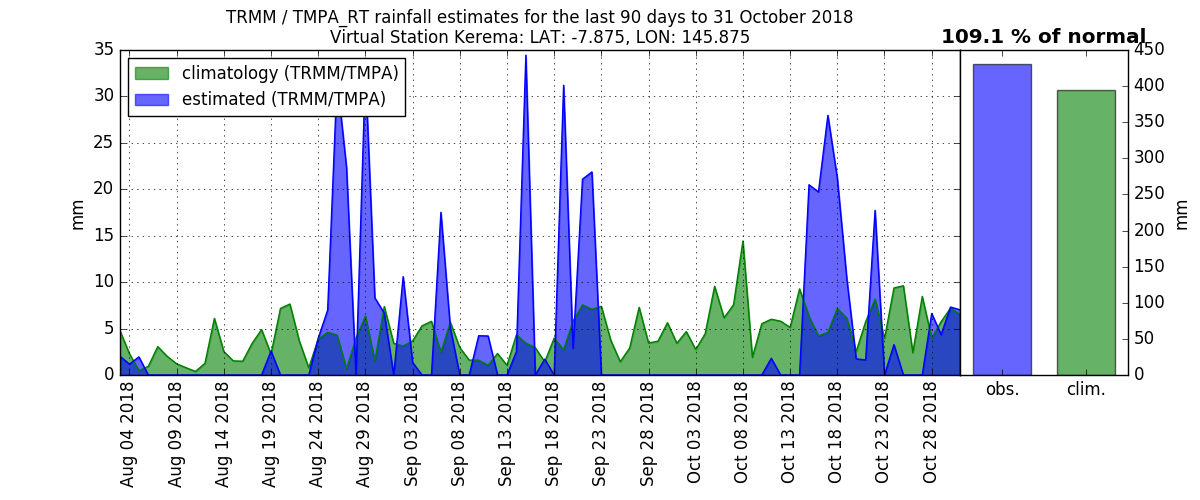 TRMM / TMPA_RT rainfall estimates for the last 90 days to 31 October 2018
Virtual Station Kerema: LAT: -7.875, LON: 145.875
109.1 % of normal
climatology (TRMM/TMPA)
estimated (TRMM/TMPA)
35
30
25
20
15
10
5
0
mm
Aug 04 2018
Aug 09 2018
Aug 14 2018
Aug 19 2018
Aug 24 2018
Aug 29 2018
Sep 03 2018
Sep 08 2018
Sep 13 2018
Sep 18 2018
Sep 23 2018
Sep 28 2018
Oct 03 2018
Oct 08 2018
Oct 13 2018
Oct 18 2018
Oct 23 2018
Oct 28 2018
obs.
clim.
450
400
350
300
250
200
150
100
50
0
mm